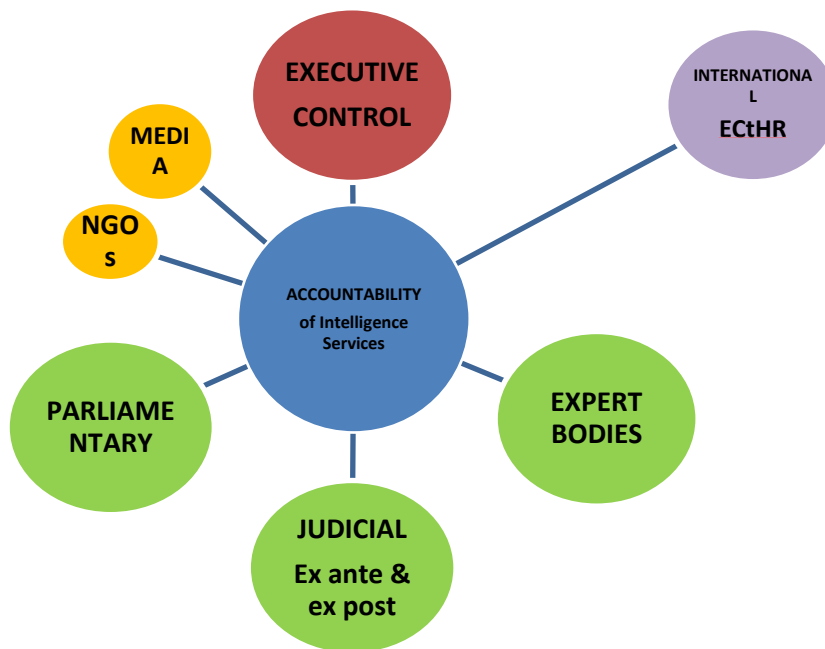 EXECUTIVE
CONTROL
INTERNATIONA
L
ECtHR
MEDI
A
NGO
s
ACCOUNTABILITY
of Intelligence
Services
PARLIAME
NTARY
EXPERT
BODIES
JUDICIAL
Ex ante &
ex post